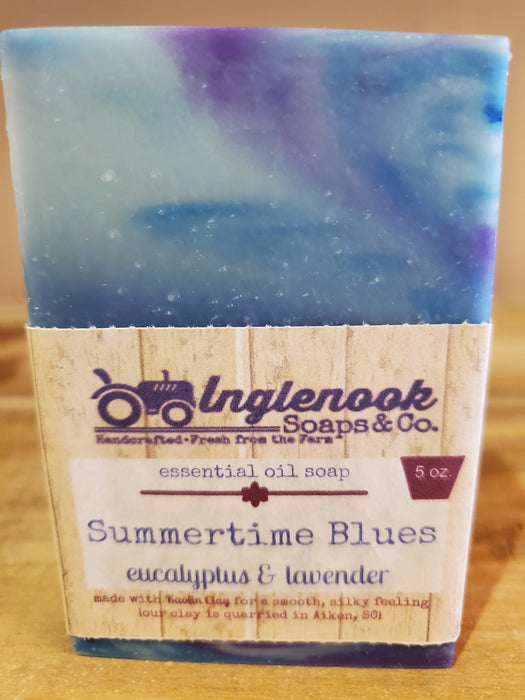 Inglenook
Soaps & Co.
Handcrafted • Fresh from the Farm
essential oil soap
5 oz.
Summertime Blues
eucalyptus & lavender
made with Kaolin Clay for a smooth, silky feeling
(our clay is quarried in Aiken, SC)